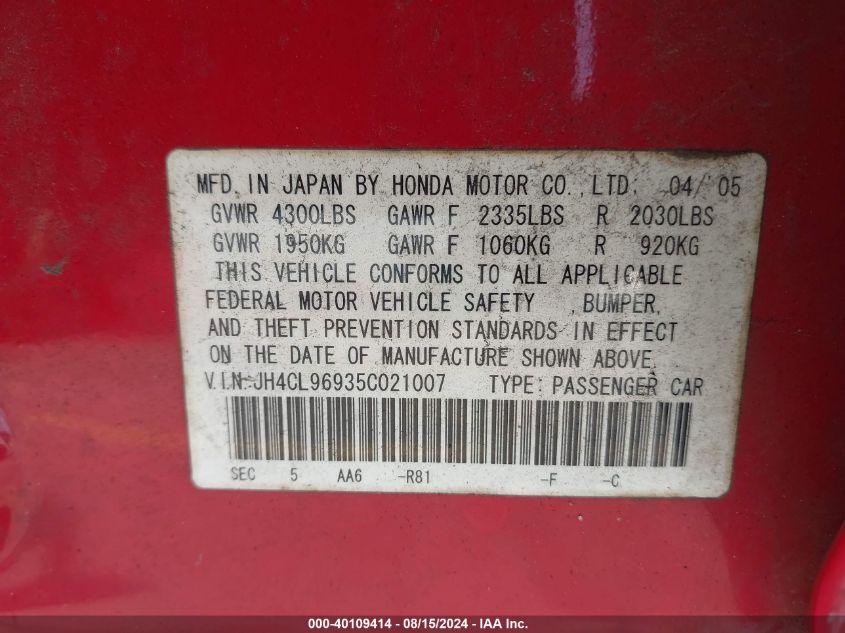 MFD. IN JAPAN BY HONDA MOTOR CO., LTD. 04/'05
GVWR 4300LBS GAWR F 2335LBS R 2030LBS
GVWR 1950KG GAWR F 1060KG R 920KG
THIS VEHICLE CONFORMS TO ALL APPLICABLE
FEDERAL MOTOR VEHICLE SAFETY , BUMPER,
AND THEFT PREVENTION STANDARDS IN EFFECT
ON THE DATE OF MANUFACTURE SHOWN ABOVE.
V.I.N:JH4CL96935C021007 TYPE: PASSENGER CAR
SEC 5 AA6 -R81 -F -C
000-40109414 - 08/15/2024 - IAA Inc.